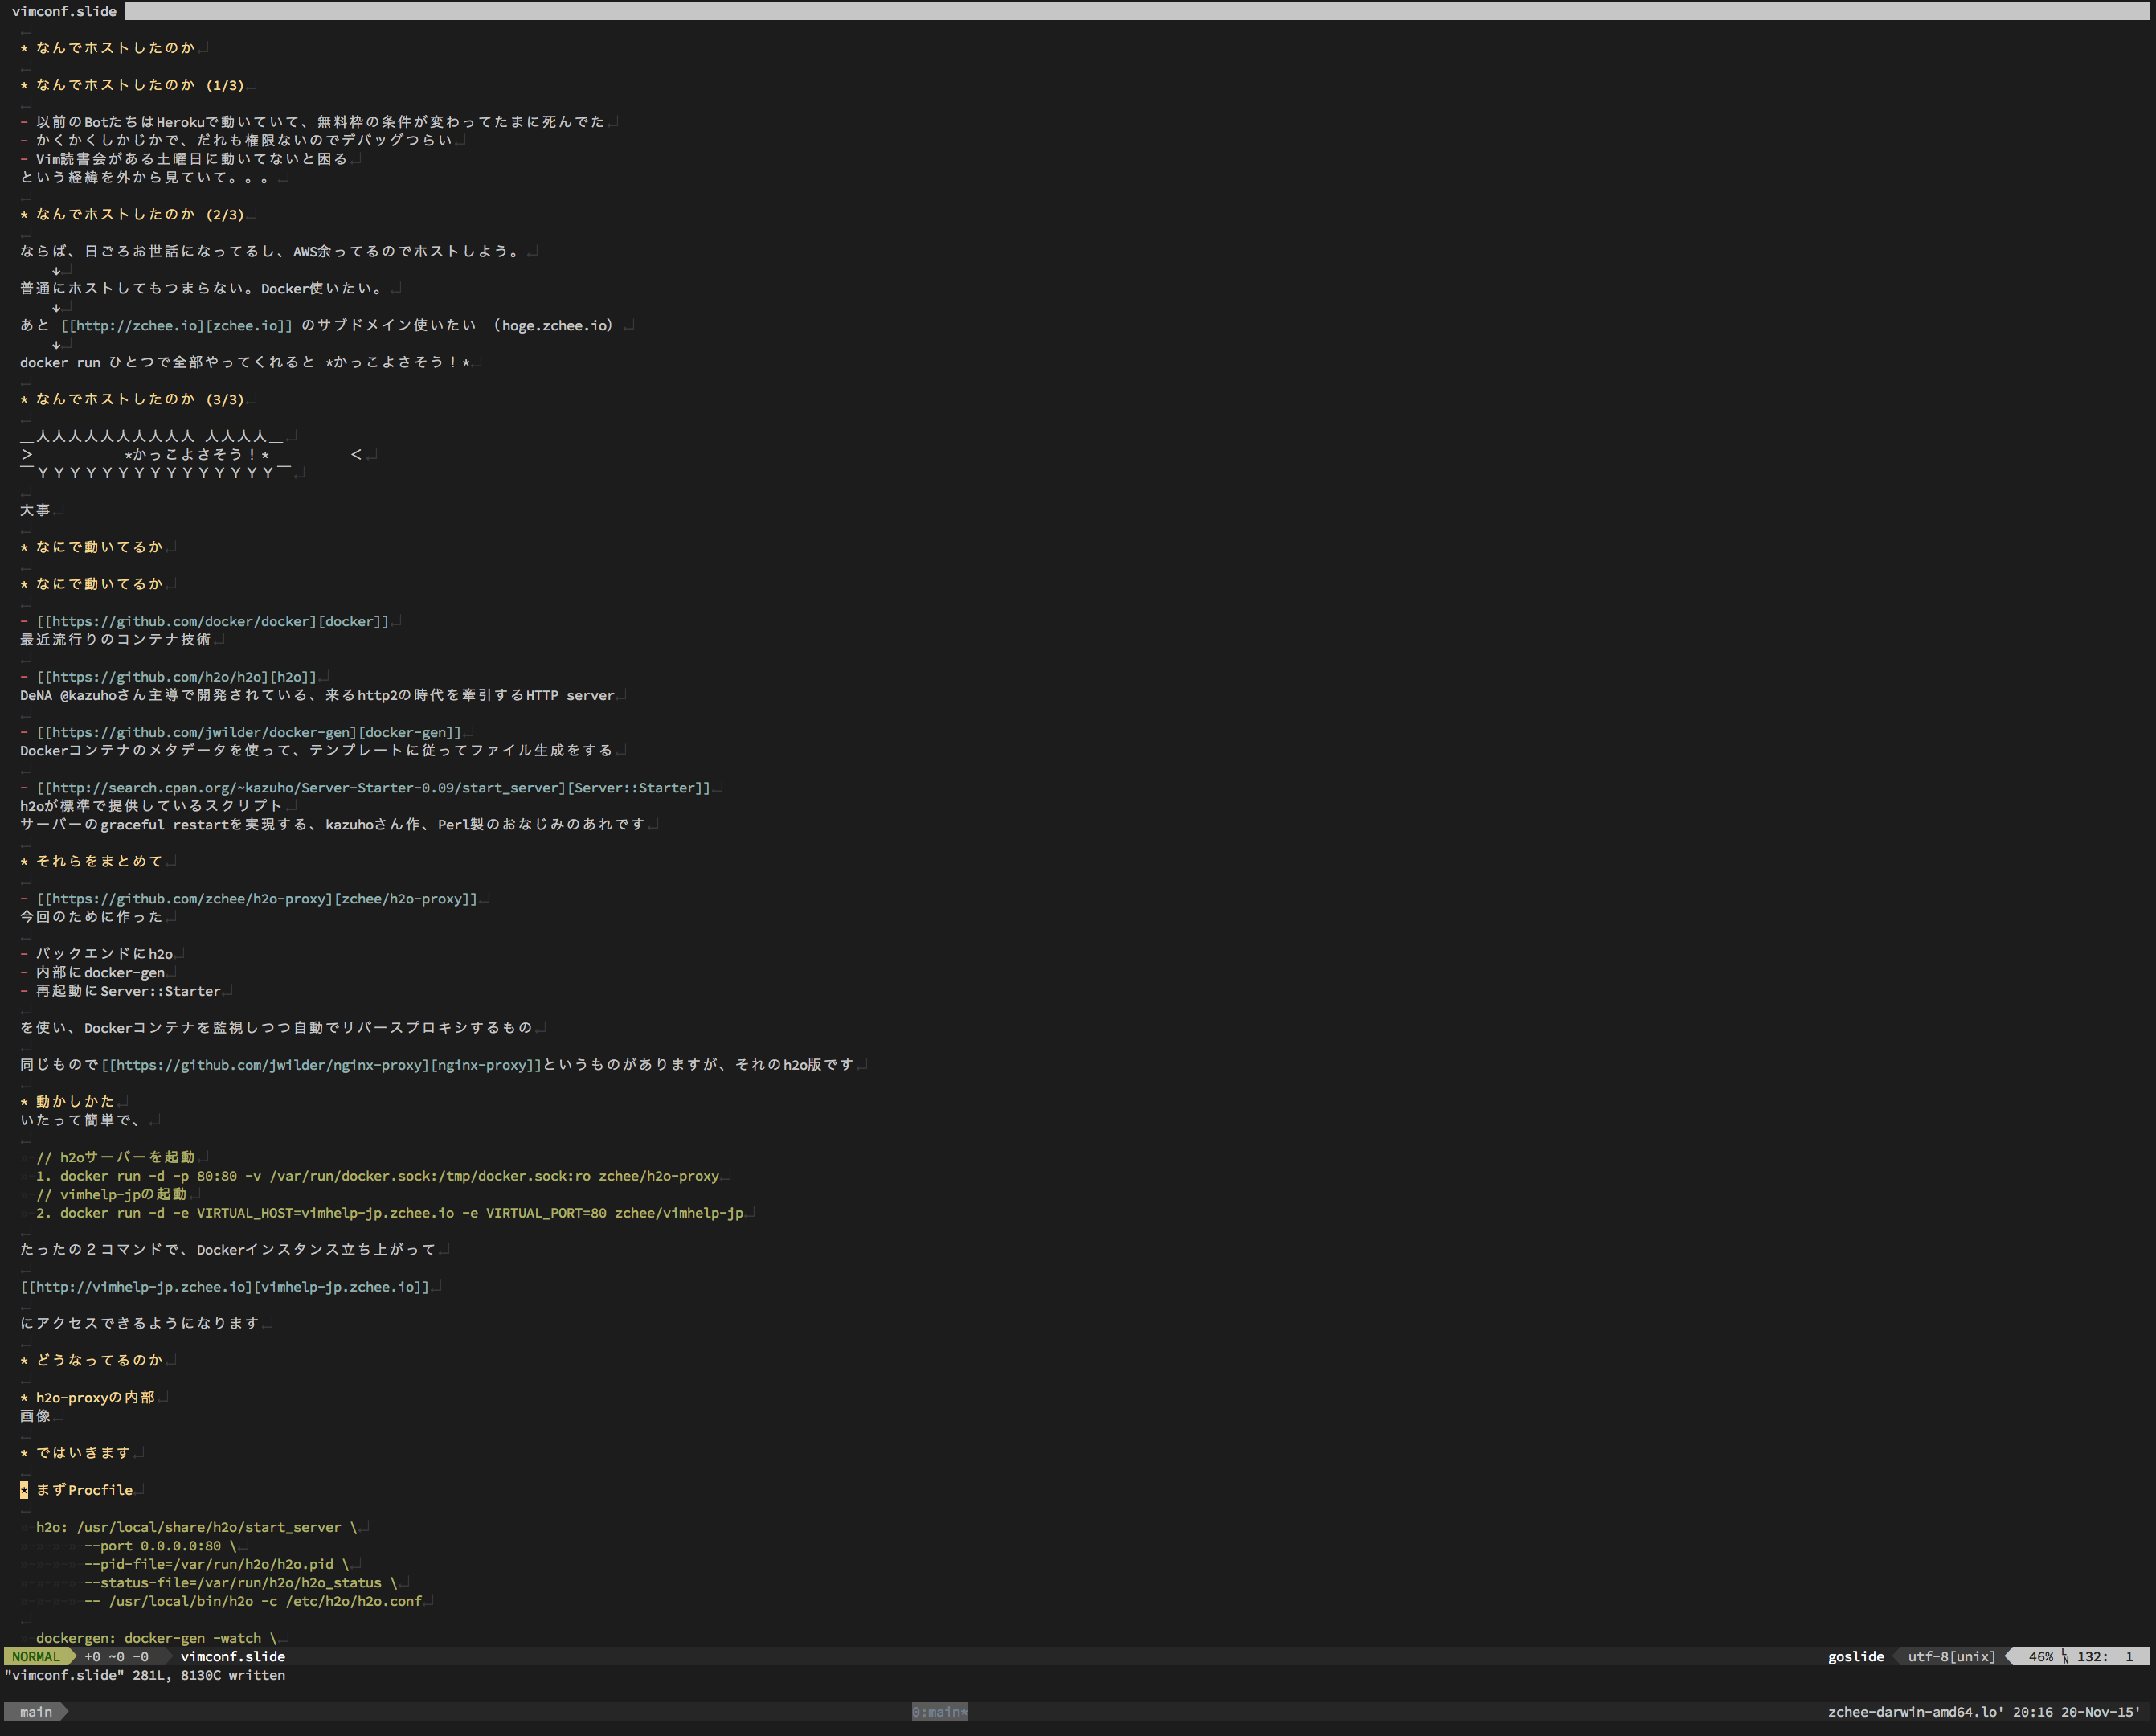 vimconf.slide
* なんでホストしたのか
* なんでホストしたのか (1/3)
- 以前のBotたちはHerokuで動いていて、無料枠の条件が変わってたまに死んでた
- かくかくしかじかで、だれも権限ないのでデバッグつらい
- Vim読書会がある土曜日に動いてないと困る
という経緯を外から見ていて。。。
* なんでホストしたのか (2/3)
ならば、日ごろお世話になってるし、AWS余ってるのでホストしよう。
↓
普通にホストしてもつまらない。Docker使いたい。
↓
あと [[http://zchee.io][zchee.io]] のサブドメイン使いたい （hoge.zchee.io）
↓
docker run ひとつで全部やってくれると *かっこよさそう！*
* なんでホストしたのか (3/3)
＿人人人人人人人人人人 人人人人＿
＞ *かっこよさそう！* ＜
￣ＹＹＹＹＹＹＹＹＹＹＹＹＹＹＹ￣
大事
* なにで動いてるか
* なにで動いてるか
- [[https://github.com/docker/docker][docker]]
最近流行りのコンテナ技術
- [[https://github.com/h2o/h2o][h2o]]
DeNA @kazuhoさん主導で開発されている、来るhttp2の時代を牽引するHTTP server
- [[https://github.com/jwilder/docker-gen][docker-gen]]
Dockerコンテナのメタデータを使って、テンプレートに従ってファイル生成をする
- [[http://search.cpan.org/~kazuho/Server-Starter-0.09/start_server][Server::Starter]]
h2oが標準で提供しているスクリプト
サーバーのgraceful restartを実現する、kazuhoさん作、Perl製のおなじみのあれです
* それらをまとめて
- [[https://github.com/zchee/h2o-proxy][zchee/h2o-proxy]]
今回のために作った
- バックエンドにh2o
- 内部にdocker-gen
- 再起動にServer::Starter
を使い、Dockerコンテナを監視しつつ自動でリバースプロキシするもの
同じもので[[https://github.com/jwilder/nginx-proxy][nginx-proxy]]というものがありますが、それのh2o版です
* 動かしかた
いたって簡単で、
// h2oサーバーを起動
1. docker run -d -p 80:80 -v /var/run/docker.sock:/tmp/docker.sock:ro zchee/h2o-proxy
// vimhelp-jpの起動
2. docker run -d -e VIRTUAL_HOST=vimhelp-jp.zchee.io -e VIRTUAL_PORT=80 zchee/vimhelp-jp
たったの２コマンドで、Dockerインスタンス立ち上がって
[[http://vimhelp-jp.zchee.io][vimhelp-jp.zchee.io]]
にアクセスできるようになります
* どうなってるのか
* h2o-proxyの内部
画像
* ではいきます
* まずProcfile
h2o: /usr/local/share/h2o/start_server \
--port 0.0.0.0:80 \
--pid-file=/var/run/h2o/h2o.pid \
--status-file=/var/run/h2o/h2o_status \
-- /usr/local/bin/h2o -c /etc/h2o/h2o.conf
dockergen: docker-gen -watch \
NORMAL +0 ~0 -0 vimconf.slide goslide utf-8[unix] 46% LN 132: 1
"vimconf.slide" 281L, 8130C written
main 0:main* zchee-darwin-amd64.lo' 20:16 20-Nov-15'